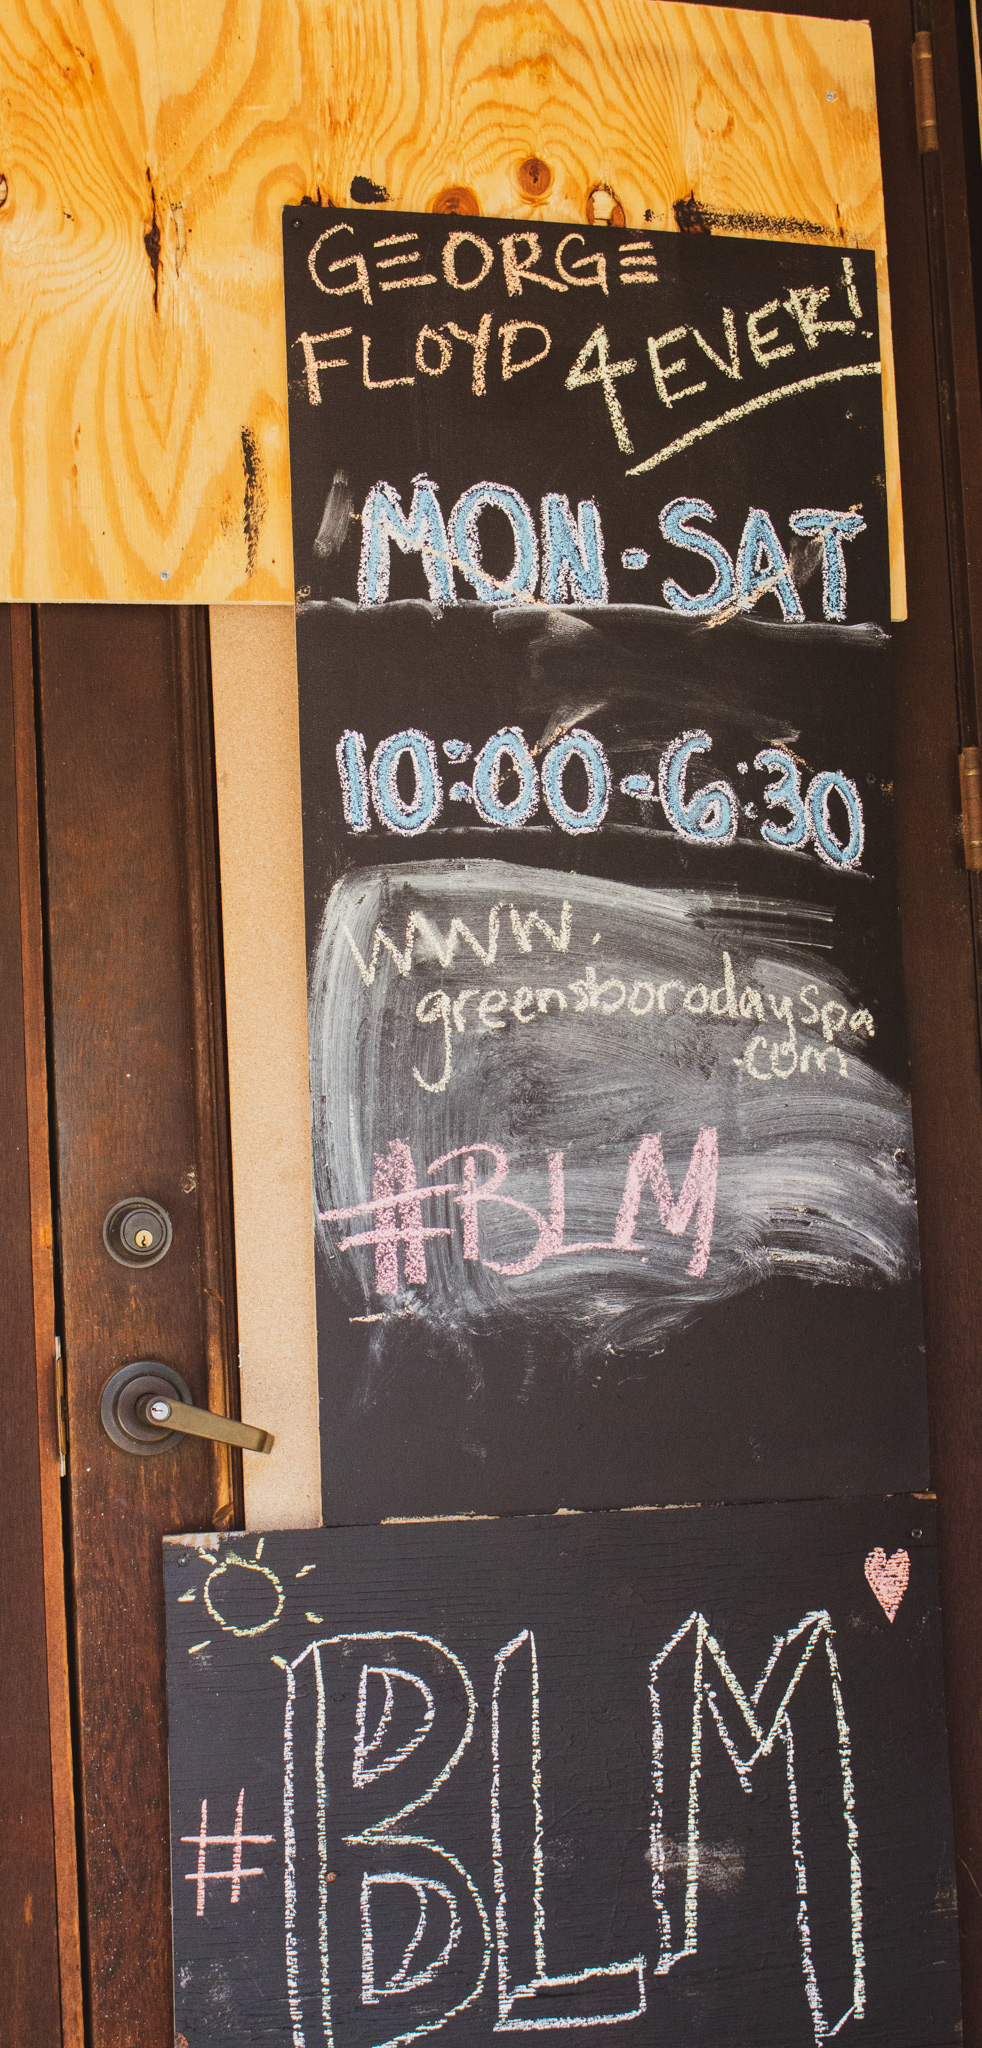 GEORGE
FLOYD 4EVER!
MON-SAT
10:00-6:30
www.
greensborodayspa
.com
#BLM
#BLM